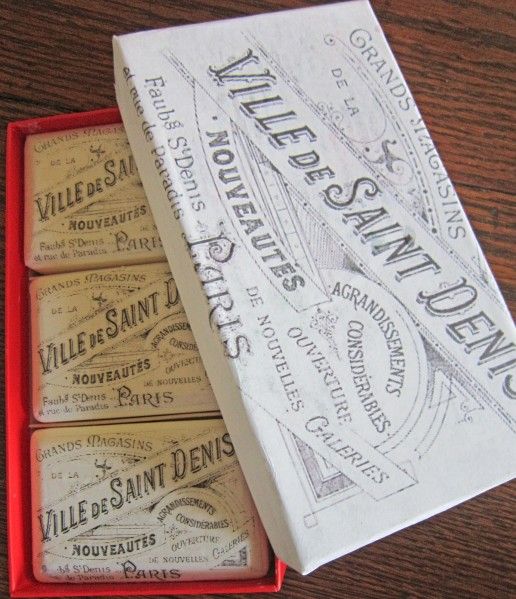 GRANDS MAGASINS
DE LA
VILLE DE SAINT DENIS
NOUVEAUTÉS
Faubg St Denis
et rue de Paradis
PARIS
AGRANDISSEMENTS
CONSIDÉRABLES
OUVERTURE
DE NOUVELLES GALERIES
GRANDS MAGASINS
DE LA
VILLE DE SAINT
NOUVEAUTÉS
Faubg St Denis
et rue de Paradis PARIS
GRANDS MAGASINS
DE LA
VILLE DE SAINT DENIS
NOUVEAUTÉS
AGRANDISSEMENTS
CONSIDÉRABLES
OUVERTURE
DE NOUVELLES
Faubg St Denis
et rue de Paradis PARIS
GRANDS MAGASINS
DE LA
VILLE DE SAINT DENIS
NOUVEAUTÉS
AGRANDISSEMENTS
CONSIDÉRABLES
OUVERTURE
DE NOUVELLES GALERIES
Faubg St Denis
et rue de Paradis PARIS